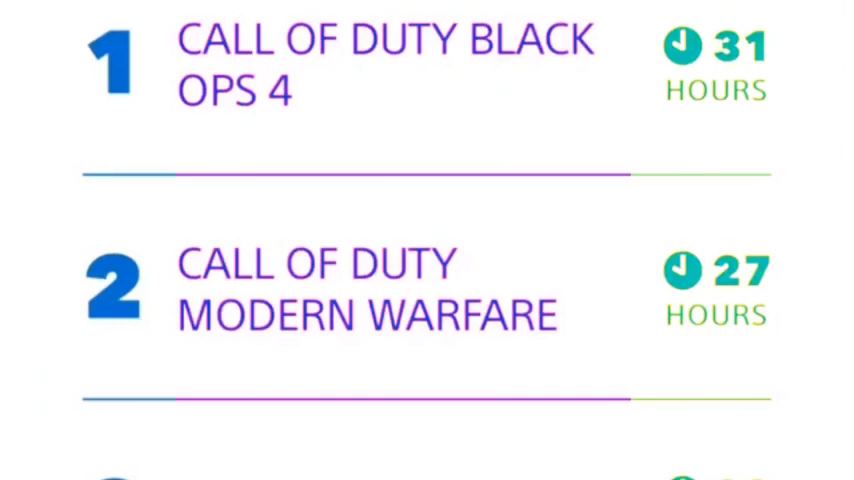 1 CALL OF DUTY BLACK 31
OPS 4 HOURS
2 CALL OF DUTY 27
MODERN WARFARE HOURS